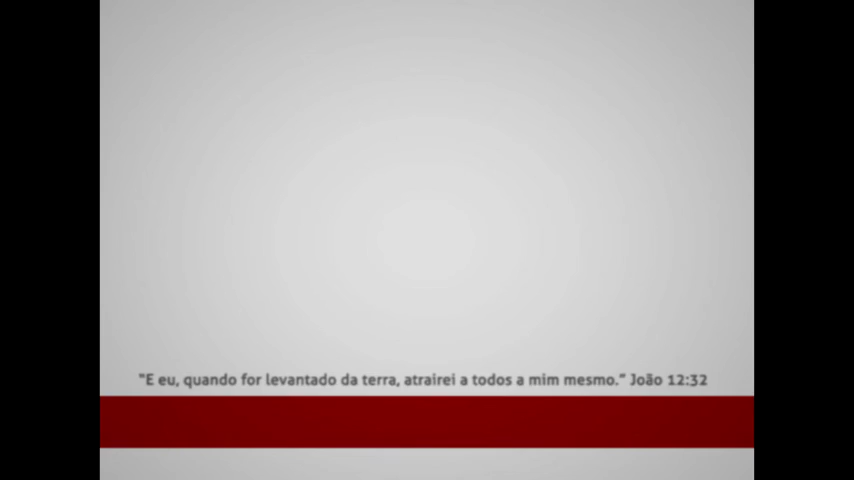 "E eu, quando for levantado da terra, atrairei a todos a mim mesmo.” João 12:32